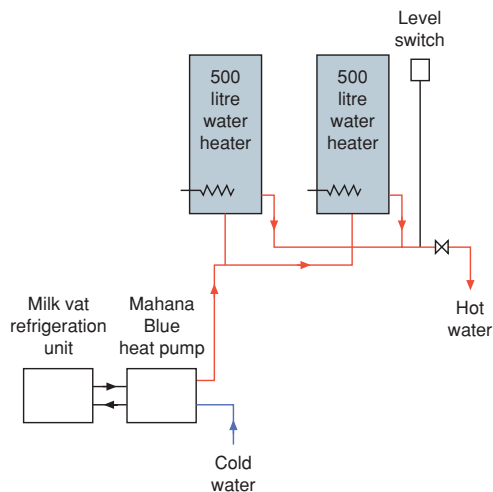 Level
switch
500
litre
water
heater
500
litre
water
heater
Hot
water
Milk vat
refrigeration
unit
Mahana
Blue
heat pump
Cold
water